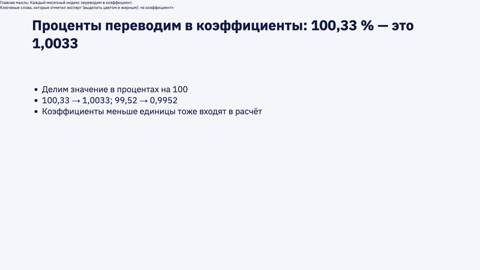 Главная мысль: Каждый месячный индекс переводим в коэффициент.
Ключевые слова, которые отметил эксперт (выделить цветом и жирным): «в коэффициент»
Проценты переводим в коэффициенты: 100,33 % — это
1,0033
• Делим значение в процентах на 100
• 100,33 → 1,0033; 99,52 → 0,9952
• Коэффициенты меньше единицы тоже входят в расчёт